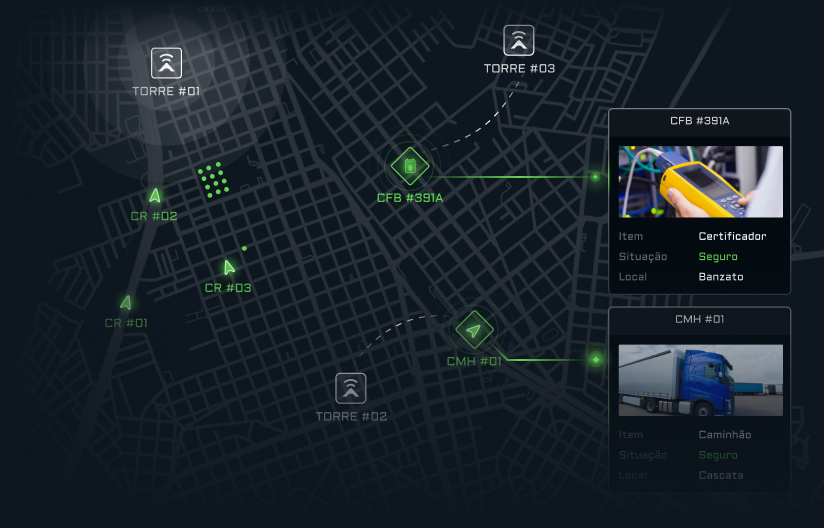 TORRE #01
TORRE #03
CFB #391A
CR #02
CR #03
CR #01
CMH #01
TORRE #02
CFB #391A
Item Certificador
Situação Seguro
Local Banzato
CMH #01
Item Caminhão
Situação Seguro
Local Cascata